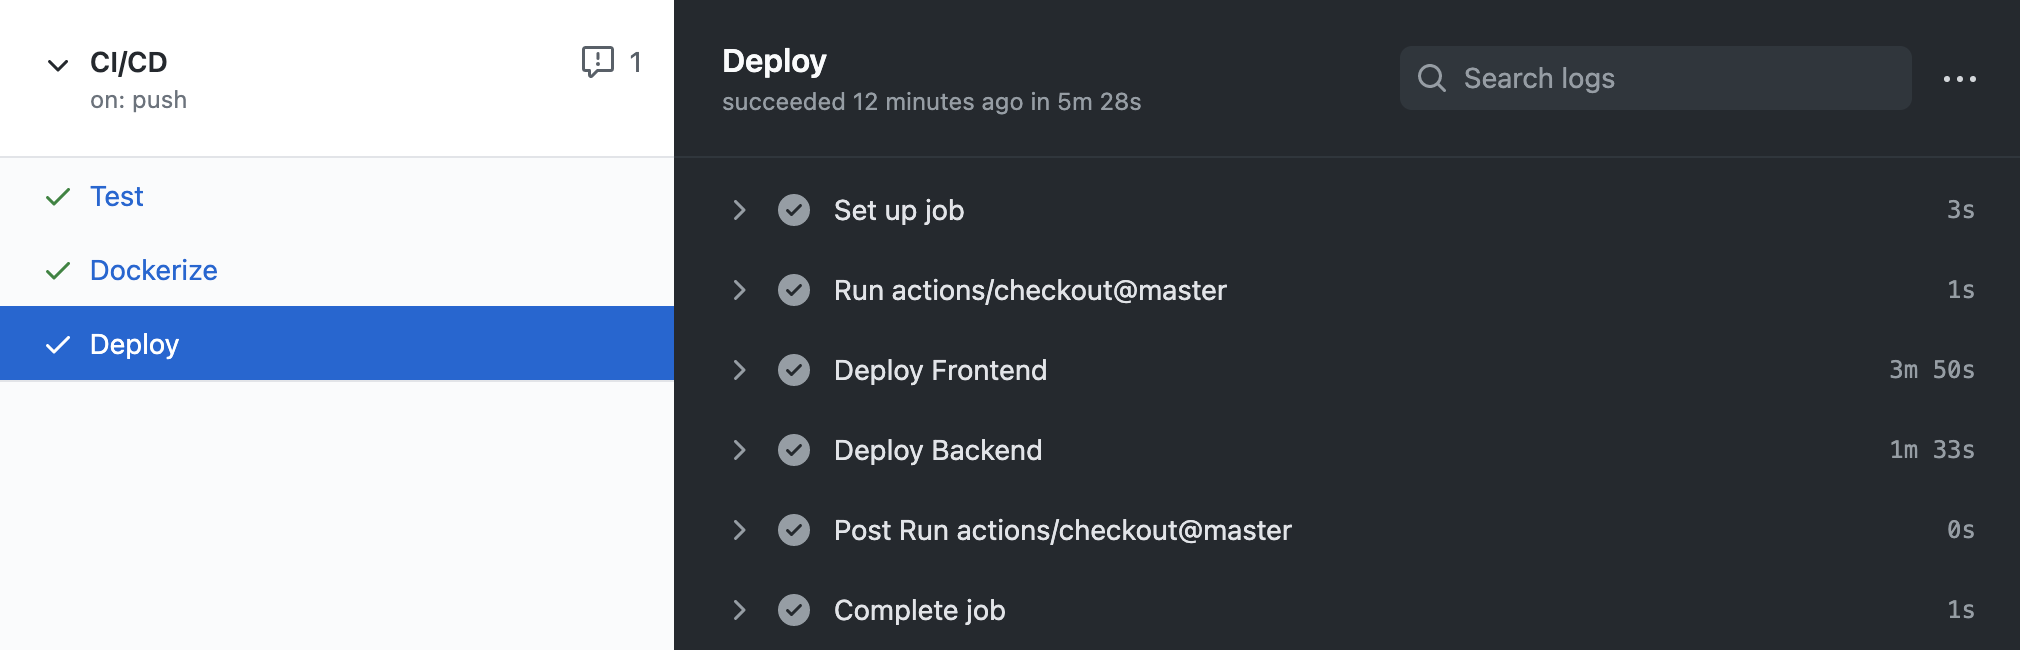 CI/CD
1
on: push
Test
Dockerize
Deploy
Deploy
succeeded 12 minutes ago in 5m 28s
Search logs
Set up job 3s
Run actions/checkout@master 1s
Deploy Frontend 3m 50s
Deploy Backend 1m 33s
Post Run actions/checkout@master 0s
Complete job 1s